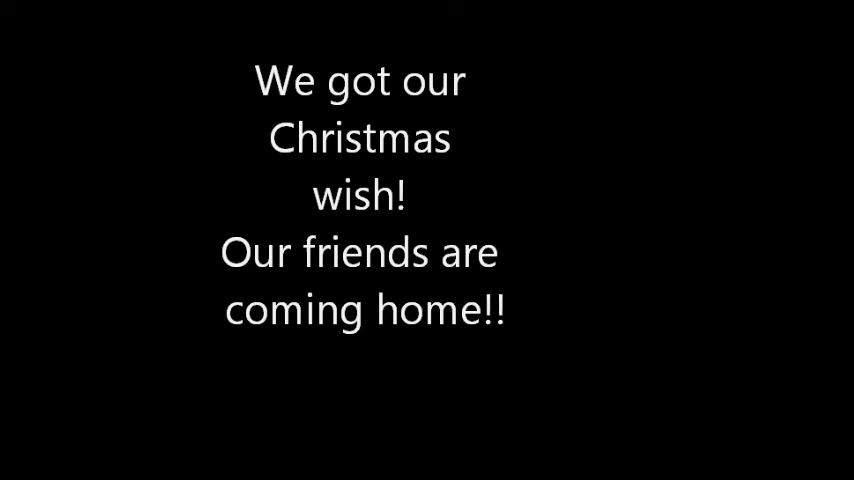 We got our
Christmas
wish!
Our friends are
coming home!!